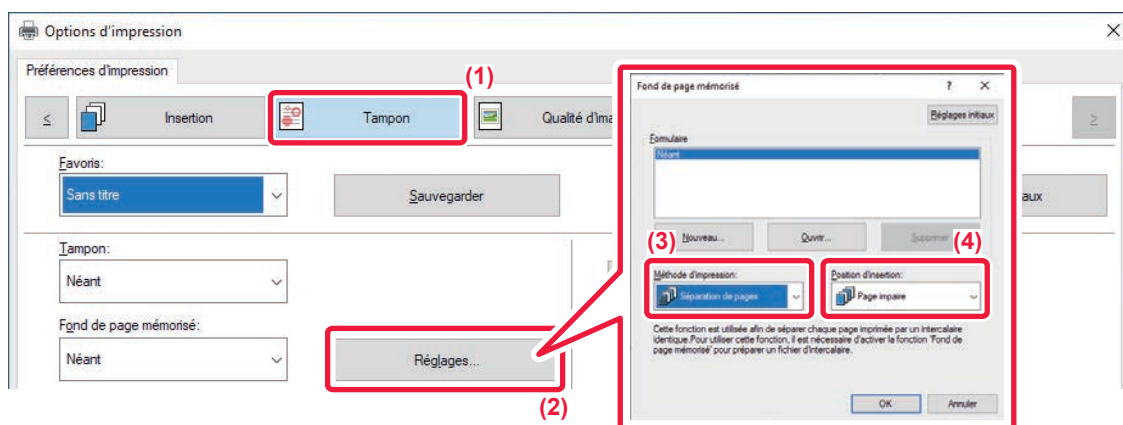 Options d'impression
Préférences d'impression
(1)
< Insertion Tampon Qualité d'ima >
Favoris:
Sans titre Sauvegarder aux
Tampon:
Néant
Fond de page mémorisé:
Néant Réglages...
(2)
Fond de page mémorisé ? ×
Réglages initiaux
Formulaire
Néant
Nouveau... Ouvrir... Supprimer
(3) (4)
Méthode d'impression: Position d'insertion:
Séparation de pages Page impaire
Cette fonction est utilisée afin de séparer chaque page imprimée par un intercalaire
identique.Pour utiliser cette fonction, il est nécessaire d'activer la fonction 'Fond de
page mémorisé' pour préparer un fichier d'intercalaire.
OK Annuler